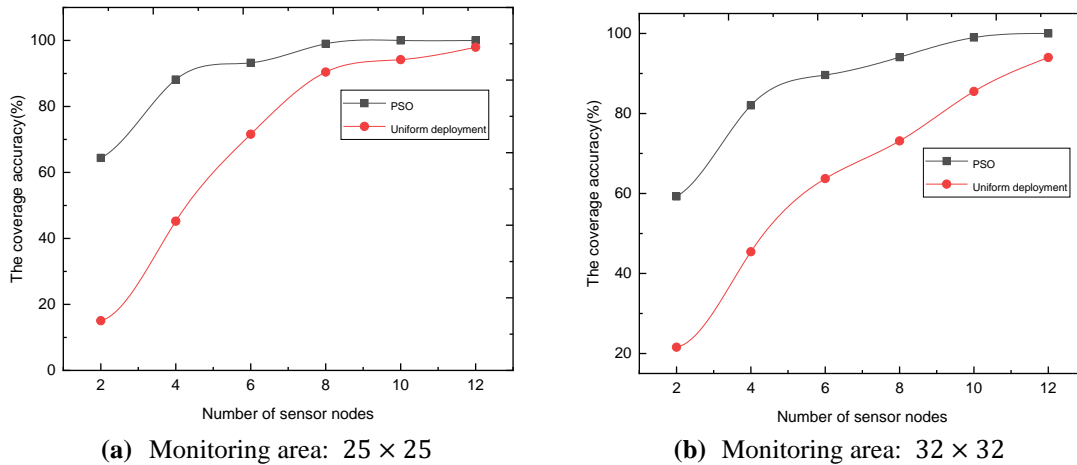 100
80
60
40
20
0
The coverage accuracy(%)
PSO
Uniform deployment
2 4 6 8 10 12
Number of sensor nodes
(a) Monitoring area: 25 × 25
100
80
60
40
20
The coverage accuracy(%)
PSO
Uniform deployment
2 4 6 8 10 12
Number of sensor nodes
(b) Monitoring area: 32 × 32